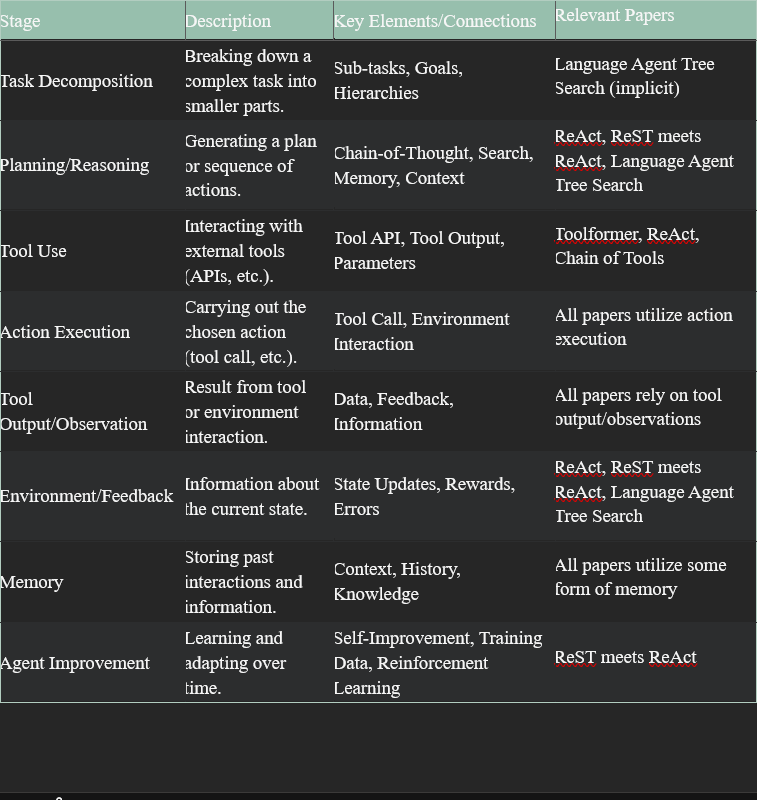 Stage
Description
Key Elements/Connections
Relevant Papers
Task Decomposition
Breaking down a
complex task into
smaller parts.
Sub-tasks, Goals,
Hierarchies
Language Agent Tree
Search (implicit)
Planning/Reasoning
Generating a plan
or sequence of
actions.
Chain-of-Thought, Search,
Memory, Context
ReAct, ReST meets
ReAct, Language Agent
Tree Search
Tool Use
Interacting with
external tools
(APIs, etc.).
Tool API, Tool Output,
Parameters
Toolformer, ReAct,
Chain of Tools
Action Execution
Carrying out the
chosen action
(tool call, etc.).
Tool Call, Environment
Interaction
All papers utilize action
execution
Tool
Output/Observation
Result from tool
or environment
interaction.
Data, Feedback,
Information
All papers rely on tool
output/observations
Environment/Feedback
Information about
the current state.
State Updates, Rewards,
Errors
ReAct, ReST meets
ReAct, Language Agent
Tree Search
Memory
Storing past
interactions and
information.
Context, History,
Knowledge
All papers utilize some
form of memory
Agent Improvement
Learning and
adapting over
time.
Self-Improvement, Training
Data, Reinforcement
Learning
ReST meets ReAct